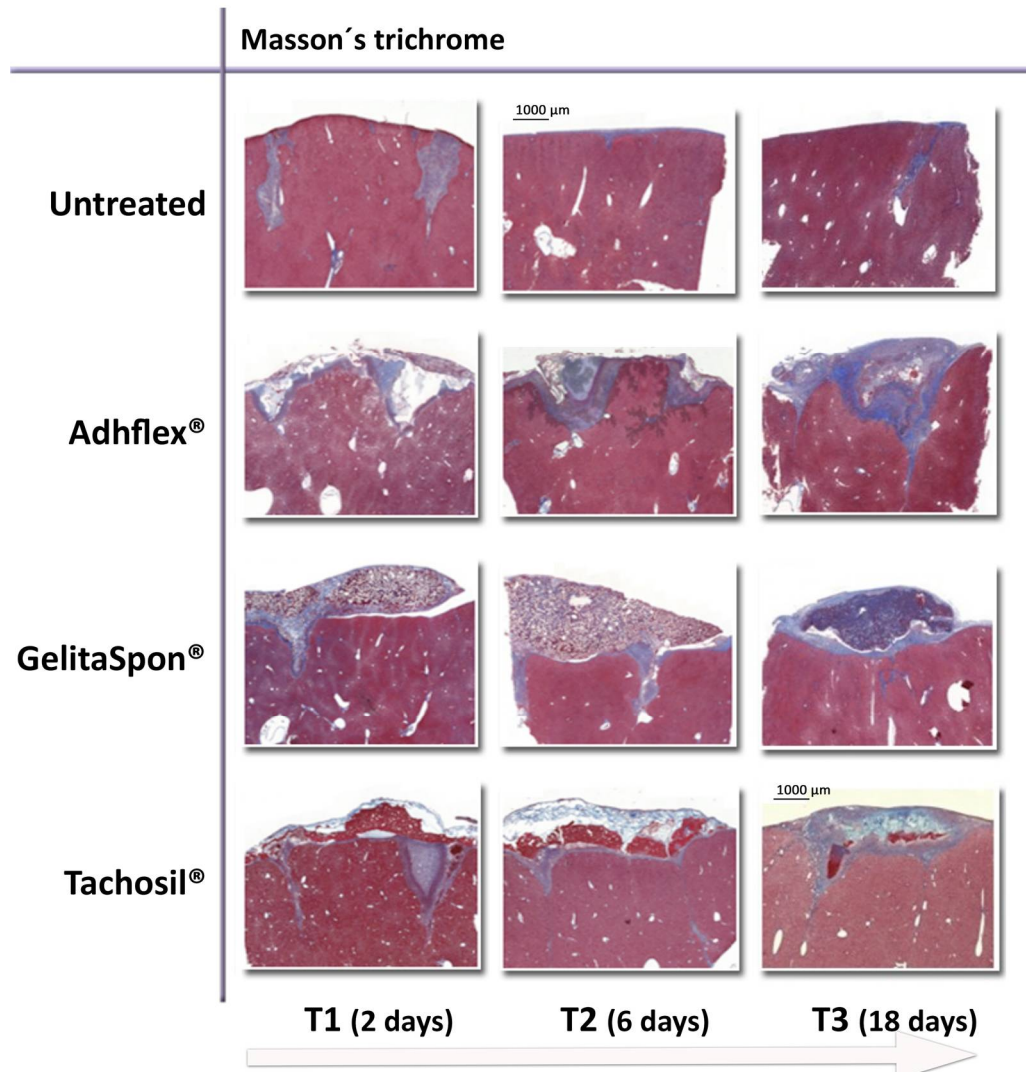 Masson´s trichrome
1000 µm
Untreated
Adhflex®
GelitaSpon®
1000 µm
Tachosil®
T1 (2 days) T2 (6 days) T3 (18 days)